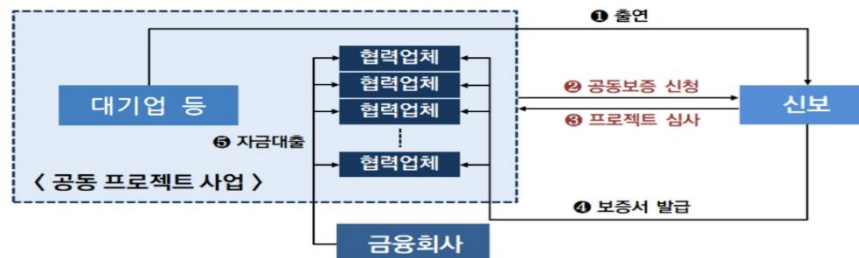 ❶ 출연
협력업체
협력업체
대기업 등
협력업체
❷ 공동보증 신청
신보
❸ 프로젝트 심사
❺ 자금대출
협력업체
< 공동 프로젝트 사업 >
❹ 보증서 발급
금융회사